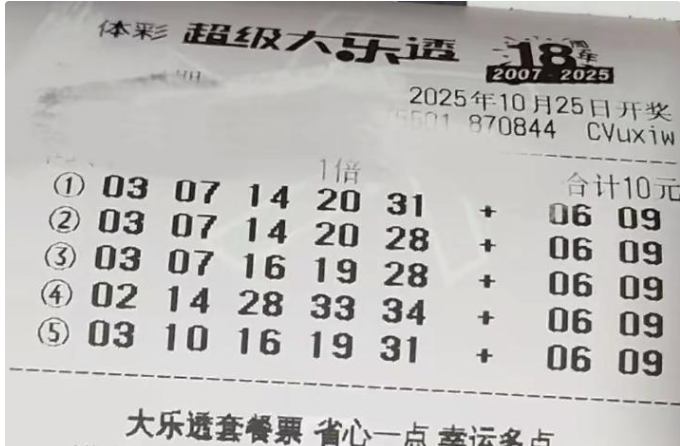 体彩 超级大乐透 18周年
2007-2025
2025年10月25日开奖
870844 CVuxiw
1倍 合计10元
① 03 07 14 20 31 + 06 09
② 03 07 14 20 28 + 06 09
③ 03 07 16 19 28 + 06 09
④ 02 14 28 33 34 + 06 09
⑤ 03 10 16 19 31 + 06 09
大乐透套餐票 省心一点 幸运多点